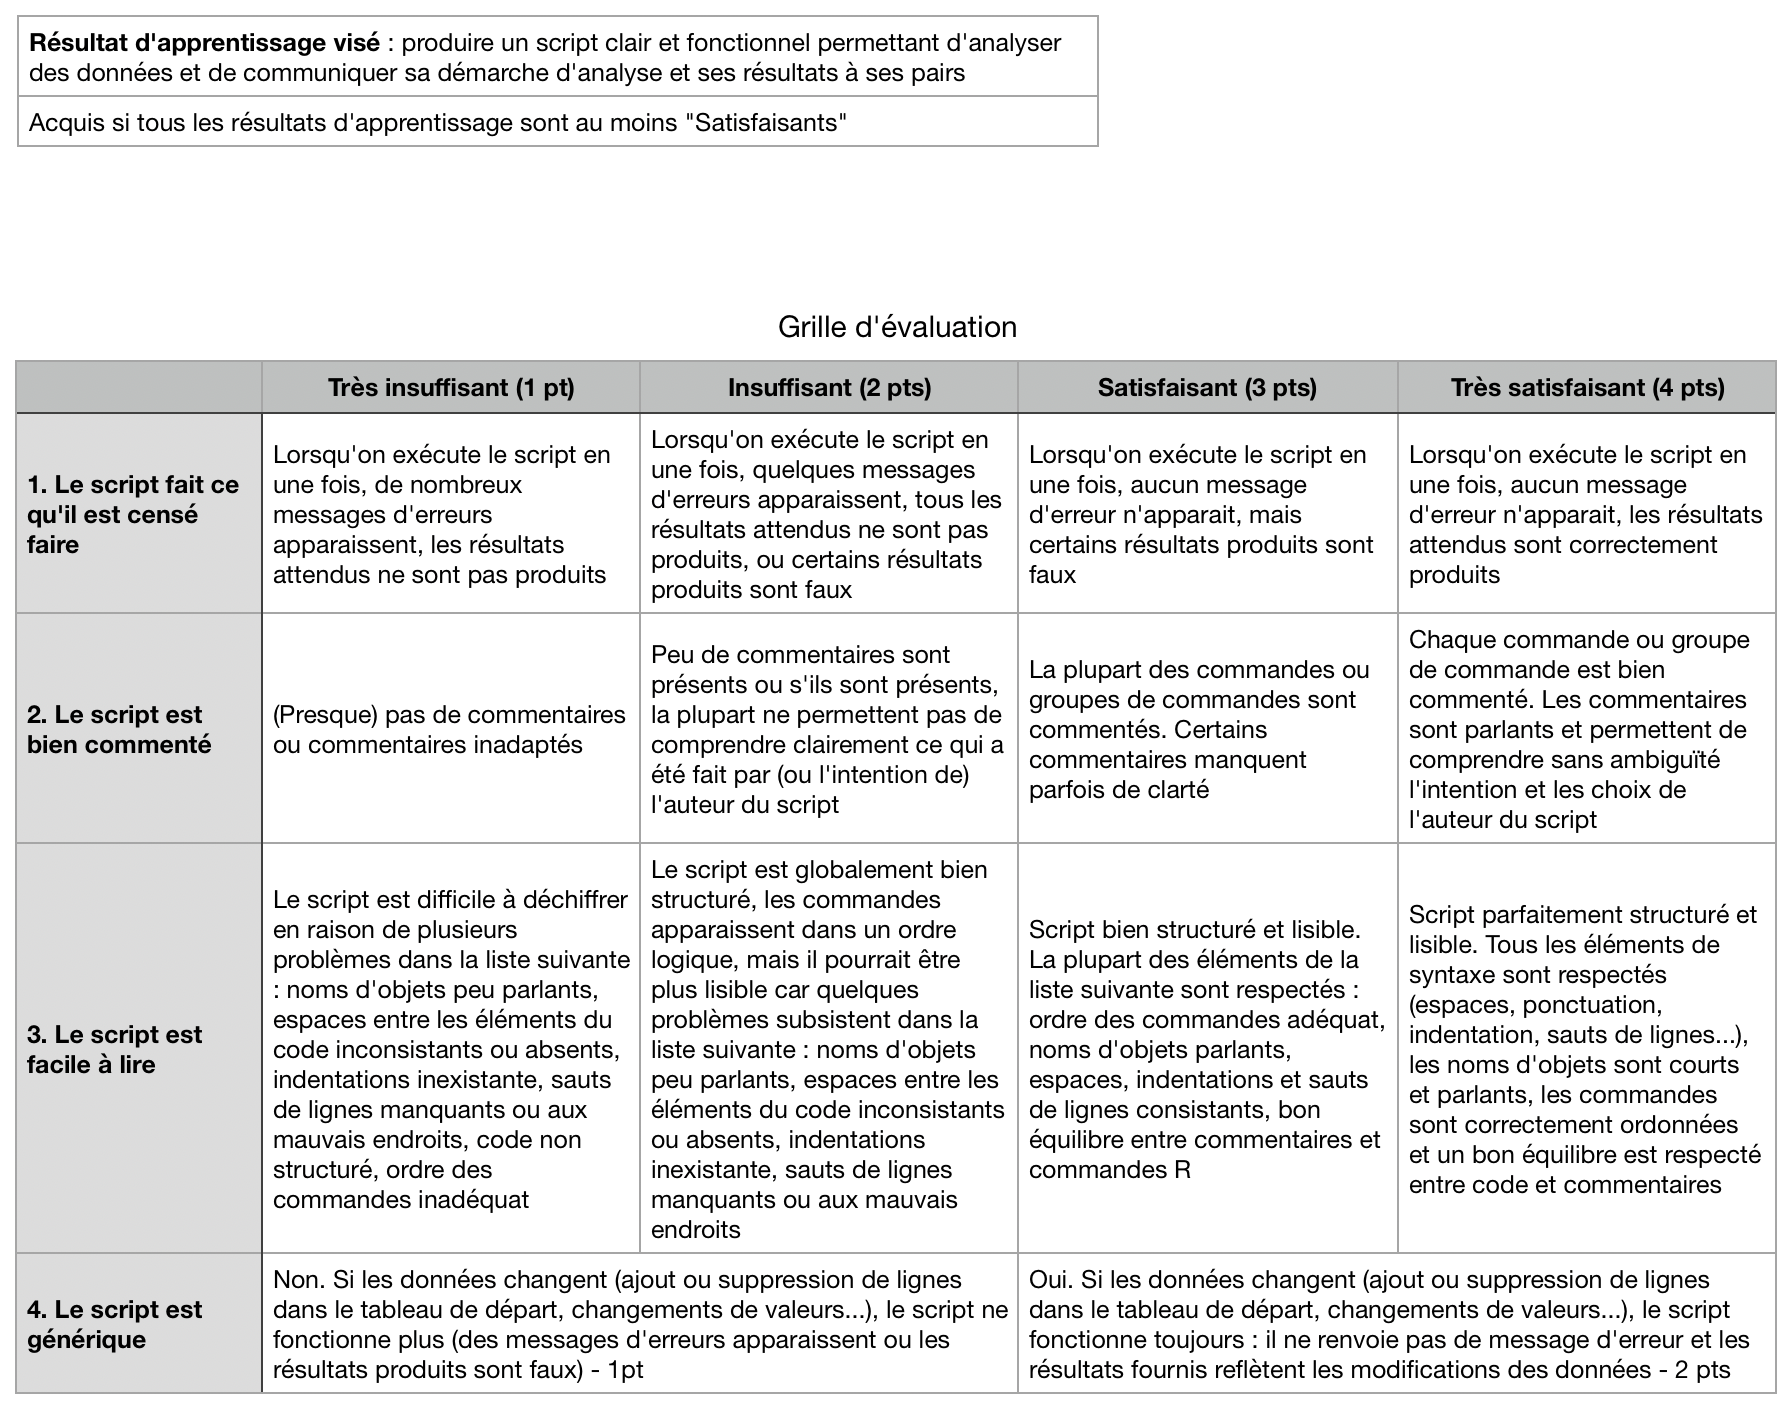 Résultat d'apprentissage visé : produire un script clair et fonctionnel permettant d'analyser
des données et de communiquer sa démarche d'analyse et ses résultats à ses pairs
Acquis si tous les résultats d'apprentissage sont au moins "Satisfaisants"
Grille d'évaluation
Très insuffisant (1 pt)
Insuffisant (2 pts)
Satisfaisant (3 pts)
Très satisfaisant (4 pts)
1. Le script fait ce
qu'il est censé
faire
Lorsqu'on exécute le script en
une fois, de nombreux
messages d'erreurs
apparaissent, les résultats
attendus ne sont pas produits
Lorsqu'on exécute le script en
une fois, quelques messages
d'erreurs apparaissent, tous les
résultats attendus ne sont pas
produits, ou certains résultats
produits sont faux
Lorsqu'on exécute le script en
une fois, aucun message
d'erreur n'apparait, mais
certains résultats produits sont
faux
Lorsqu'on exécute le script en
une fois, aucun message
d'erreur n'apparait, les résultats
attendus sont correctement
produits
2. Le script est
bien commenté
(Presque) pas de commentaires
ou commentaires inadaptés
Peu de commentaires sont
présents ou s'ils sont présents,
la plupart ne permettent pas de
comprendre clairement ce qui a
été fait par (ou l'intention de)
l'auteur du script
La plupart des commandes ou
groupes de commandes sont
commentés. Certains
commentaires manquent
parfois de clarté
Chaque commande ou groupe
de commande est bien
commenté. Les commentaires
sont parlants et permettent de
comprendre sans ambiguïté
l'intention et les choix de
l'auteur du script
3. Le script est
facile à lire
Le script est difficile à déchiffrer
en raison de plusieurs
problèmes dans la liste suivante
: noms d'objets peu parlants,
espaces entre les éléments du
code inconsistants ou absents,
indentations inexistante, sauts
de lignes manquants ou aux
mauvais endroits, code non
structuré, ordre des
commandes inadéquat
Le script est globalement bien
structuré, les commandes
apparaissent dans un ordre
logique, mais il pourrait être
plus lisible car quelques
problèmes subsistent dans la
liste suivante : noms d'objets
peu parlants, espaces entre les
éléments du code inconsistants
ou absents, indentations
inexistante, sauts de lignes
manquants ou aux mauvais
endroits
Script bien structuré et lisible.
La plupart des éléments de la
liste suivante sont respectés :
ordre des commandes adéquat,
noms d'objets parlants,
espaces, indentations et sauts
de lignes consistants, bon
équilibre entre commentaires et
commandes R
Script parfaitement structuré et
lisible. Tous les éléments de
syntaxe sont respectés
(espaces, ponctuation,
indentation, sauts de lignes...),
les noms d'objets sont courts
et parlants, les commandes
sont correctement ordonnées
et un bon équilibre est respecté
entre code et commentaires
4. Le script est
générique
Non. Si les données changent (ajout ou suppression de lignes
dans le tableau de départ, changements de valeurs...), le script ne
fonctionne plus (des messages d'erreurs apparaissent ou les
résultats produits sont faux) - 1pt
Oui. Si les données changent (ajout ou suppression de lignes
dans le tableau de départ, changements de valeurs...), le script
fonctionne toujours : il ne renvoie pas de message d'erreur et les
résultats fournis reflètent les modifications des données - 2 pts